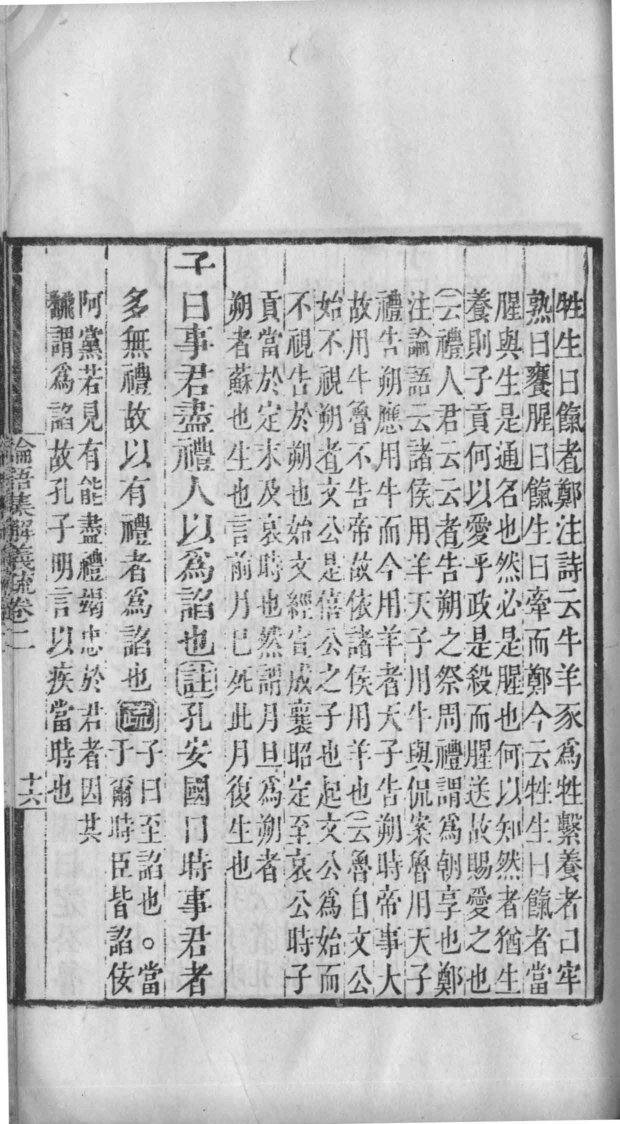 牲生曰餼者鄭注詩云牛羊豕爲牲繫養者曰牢
熟曰饔腥曰餼生曰牽而鄭今云牲生曰餼者當
腥與生是通名也然必是腥也何以知然者猶生
養則子貢何以愛乎政是殺而腥送故賜愛之也
云禮人君云云者告朔之祭周禮謂爲朝享也鄭
注論語云諸侯用羊天子用牛與侃案魯用天子
禮告朔應用牛而今用羊者天子告朔時帝事大
故用牛魯不告帝故依諸侯用羊也云魯自文公
始不視朔者文公是僖公之子也起文公爲始而
不視告於朔也始文經宣成襄昭定至哀公時子
貢當於定末及哀時也然謂月旦爲朔者
朔者蘇也生也言前月已死此月復生也
子曰事君盡禮人以爲諂也註孔安國曰時事君者
多無禮故以有禮者爲諂也疏子曰至諂也。當
于爾時臣皆諂佞
阿黨若見有能盡禮竭忠於君者因共
翻謂爲諂故孔子明言以疾當時也
論語集解義疏卷二
十六